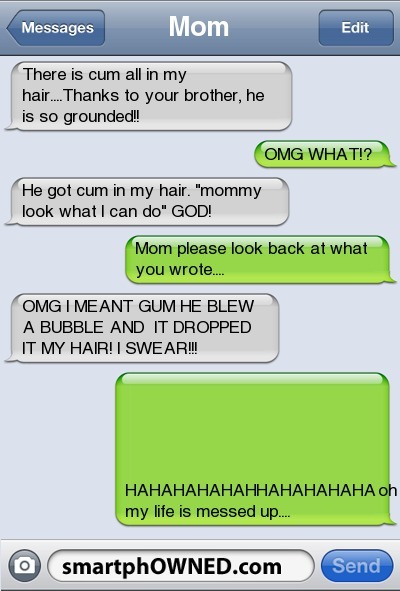 Messages
Mom
Edit
There is cum all in my
hair....Thanks to your brother, he
is so grounded!!
OMG WHAT!?
He got cum in my hair. "mommy
look what I can do" GOD!
Mom please look back at what
you wrote....
OMG I MEANT GUM HE BLEW
A BUBBLE AND  IT DROPPED
IT MY HAIR! I SWEAR!!!
HAHAHAHAHAHHAHAHAHAHA oh
my life is messed up....
smartphOWNED.com
Send